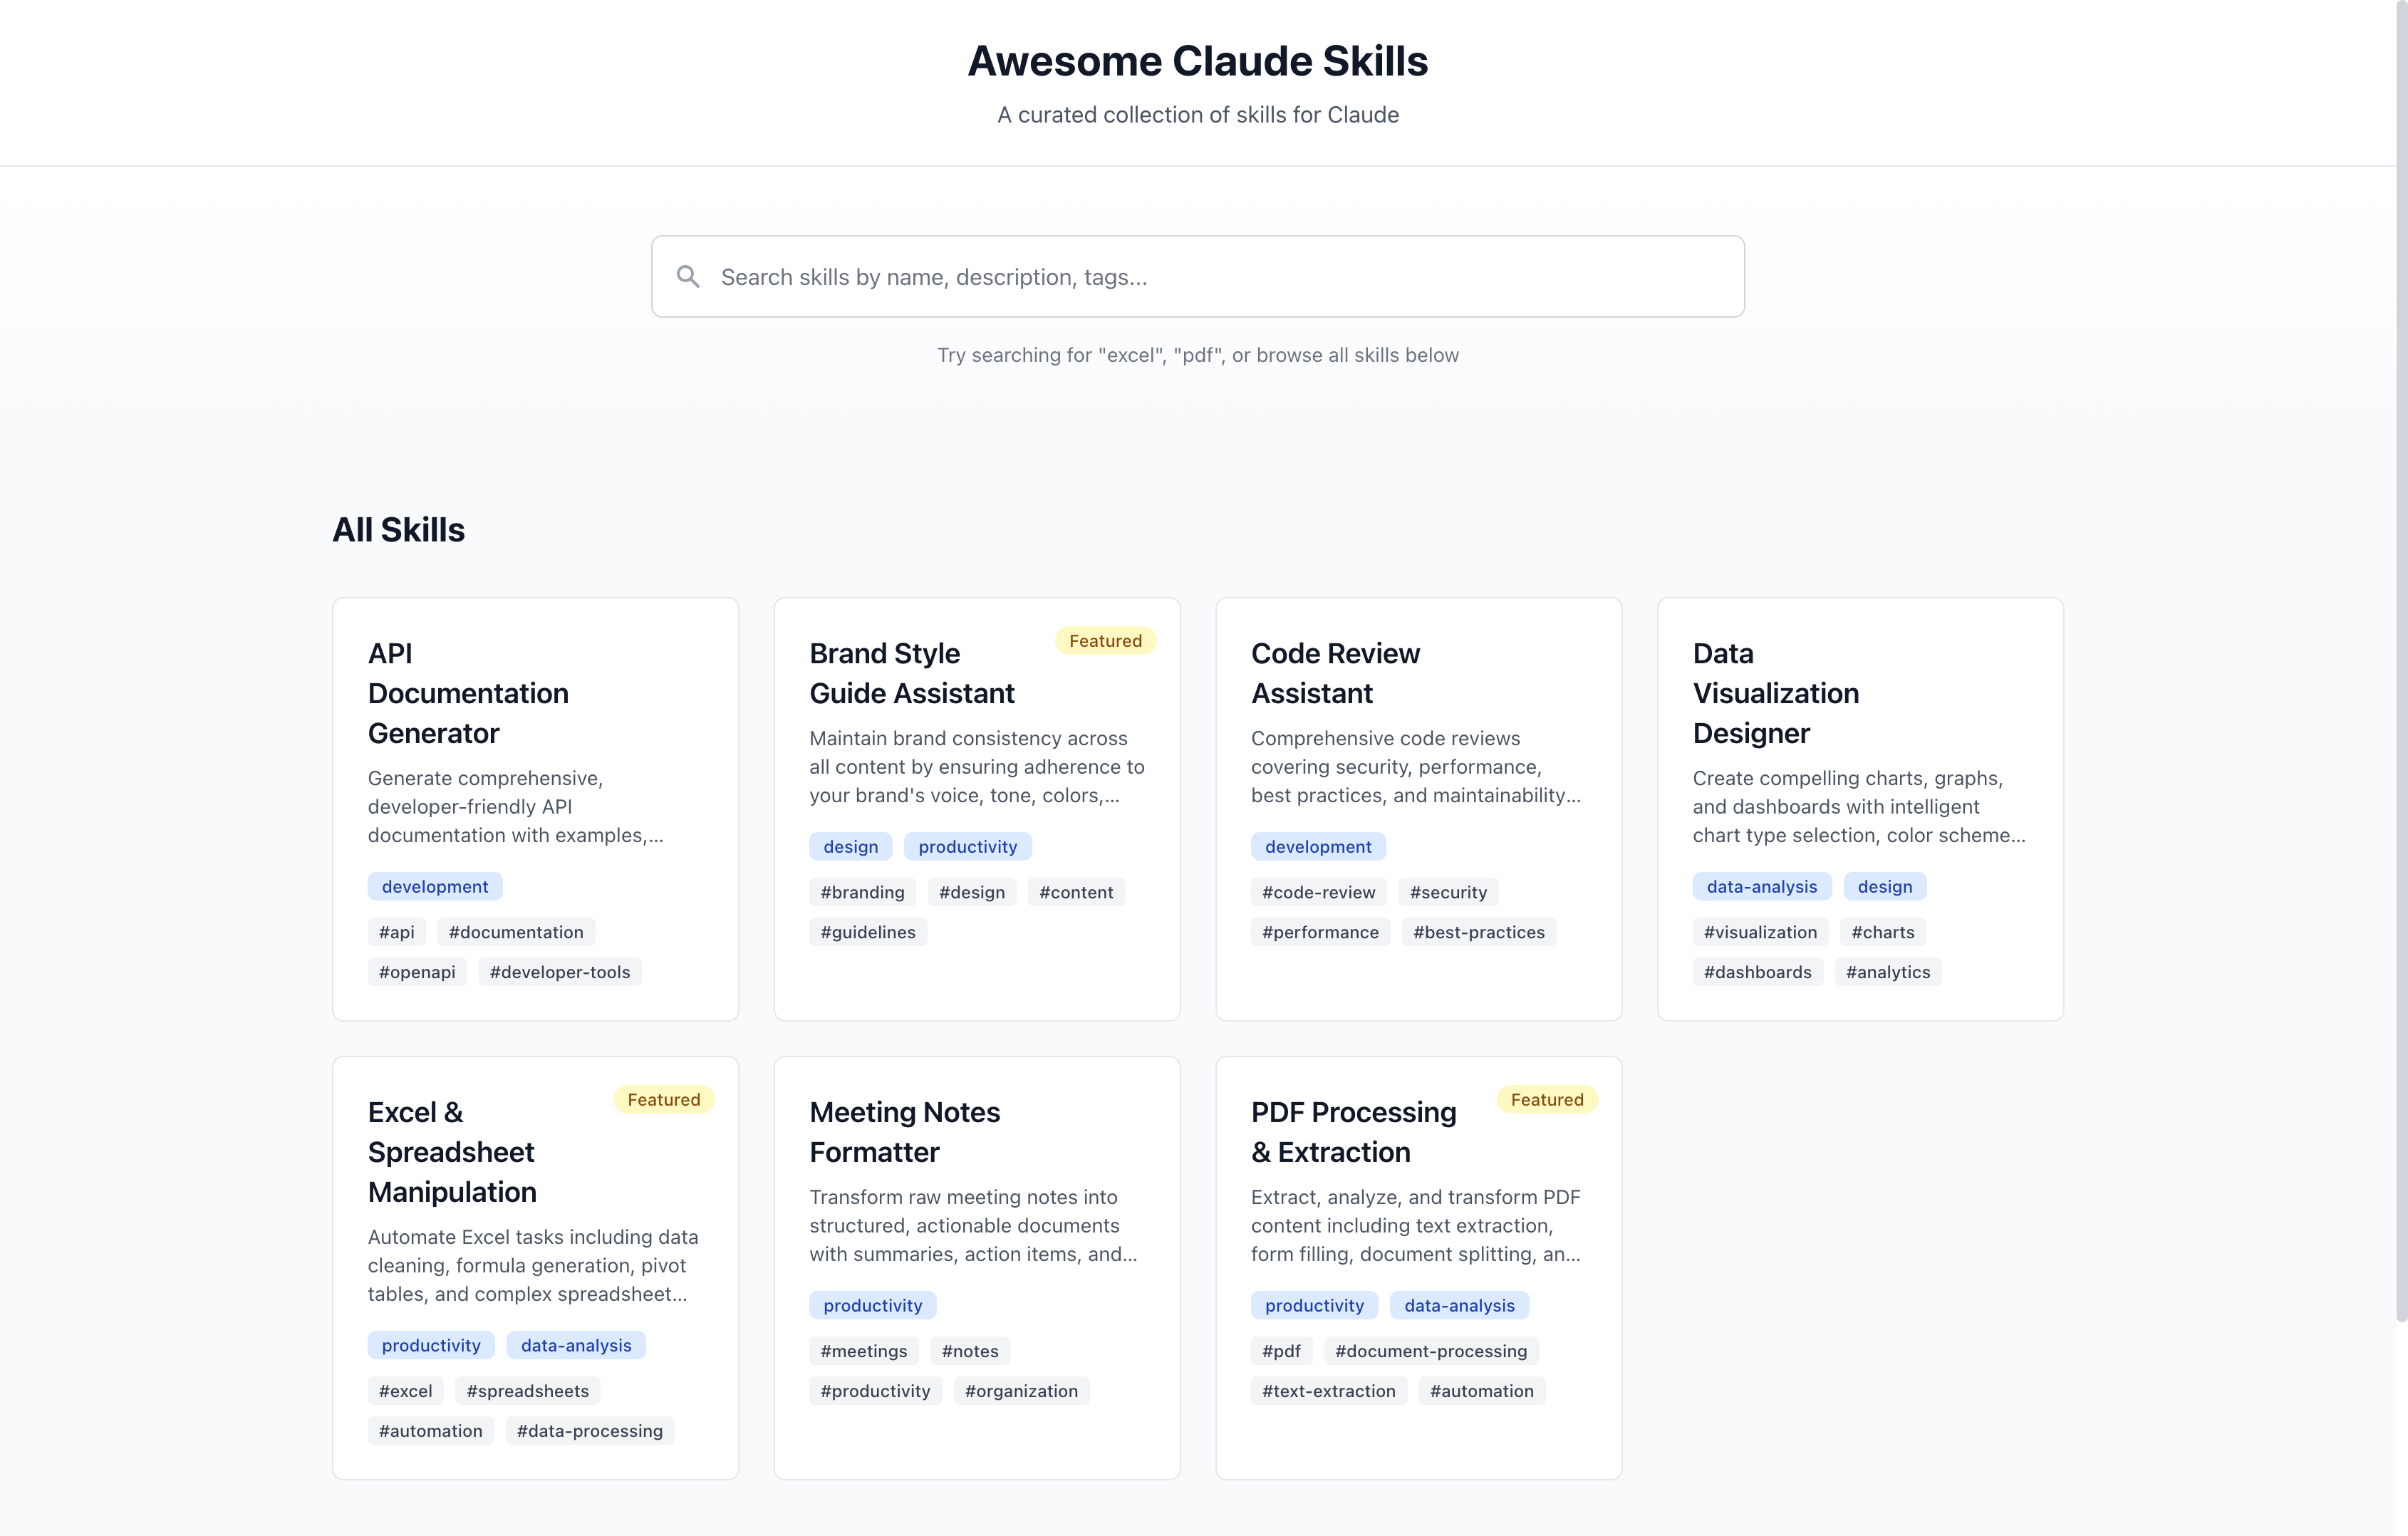 Awesome Claude Skills
A curated collection of skills for Claude
Search skills by name, description, tags...
Try searching for "excel", "pdf", or browse all skills below
All Skills
API
Documentation
Generator
Generate comprehensive,
developer-friendly API
documentation with examples,...
development
#api #documentation
#openapi #developer-tools
Featured
Brand Style
Guide Assistant
Maintain brand consistency across
all content by ensuring adherence to
your brand's voice, tone, colors,...
design productivity
#branding #design #content
#guidelines
Code Review
Assistant
Comprehensive code reviews
covering security, performance,
best practices, and maintainability...
development
#code-review #security
#performance #best-practices
Data
Visualization
Designer
Create compelling charts, graphs,
and dashboards with intelligent
chart type selection, color scheme...
data-analysis design
#visualization #charts
#dashboards #analytics
Featured
Excel &
Spreadsheet
Manipulation
Automate Excel tasks including data
cleaning, formula generation, pivot
tables, and complex spreadsheet...
productivity data-analysis
#excel #spreadsheets
#automation #data-processing
Meeting Notes
Formatter
Transform raw meeting notes into
structured, actionable documents
with summaries, action items, and...
productivity
#meetings #notes
#productivity #organization
Featured
PDF Processing
& Extraction
Extract, analyze, and transform PDF
content including text extraction,
form filling, document splitting, an...
productivity data-analysis
#pdf #document-processing
#text-extraction #automation